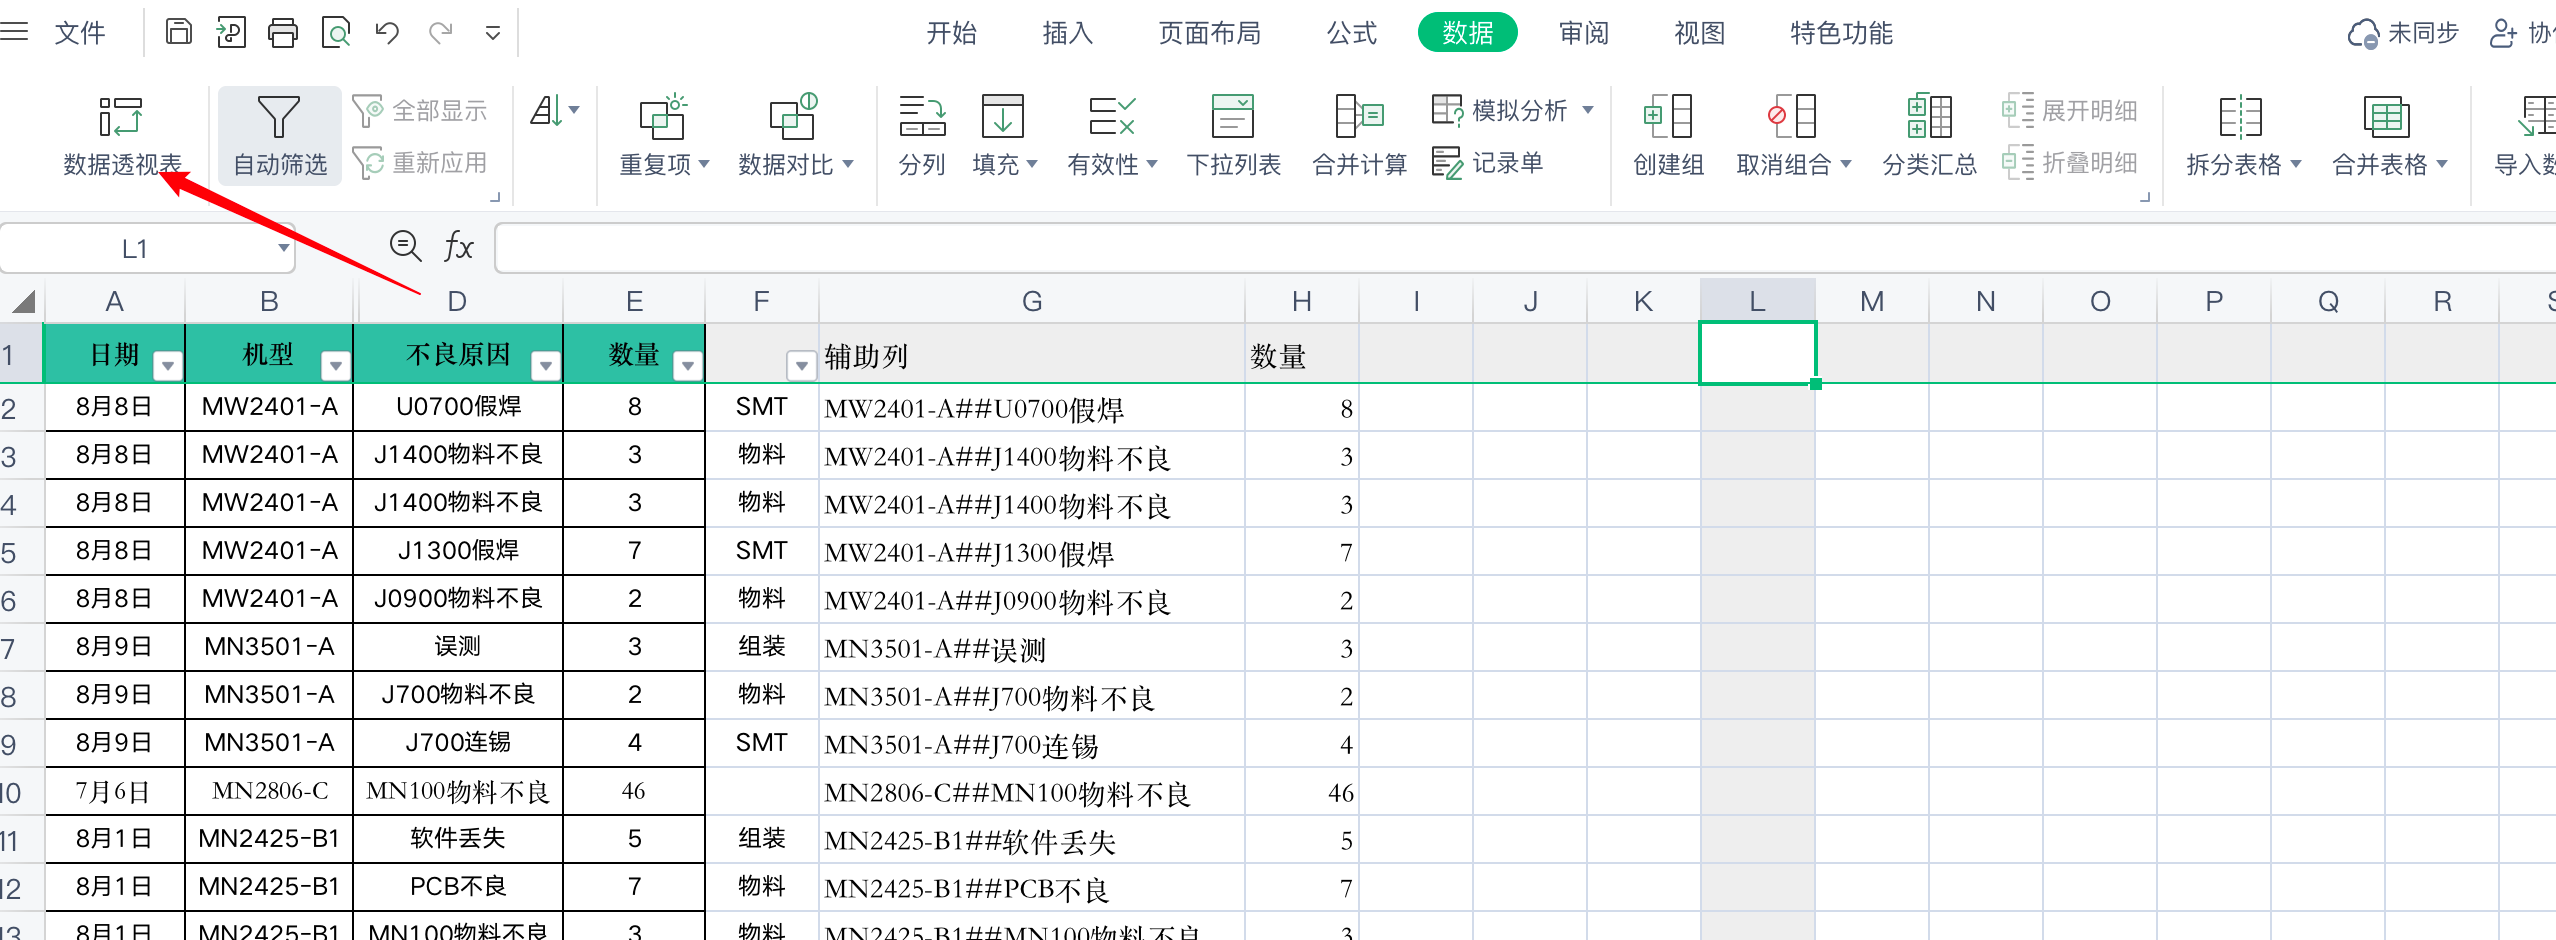 文件 开始 插入 页面布局 公式 数据 审阅 视图 特色功能 未同步
数据透视表 自动筛选 全部显示 重新应用 重复项 数据对比 分列 填充 有效性 下拉列表 合并计算 模拟分析 记录单 创建组 取消组合 分类汇总 展开明细 折叠明细 拆分表格 合并表格 导入数
L1 fx
A B D E F G H I J K L M N O P Q R S
1 日期 机型 不良原因 数量 辅助列 数量
2 8月8日 MW2401-A U0700假焊 8 SMT MW2401-A##U0700假焊 8
3 8月8日 MW2401-A J1400物料不良 3 物料 MW2401-A##J1400物料不良 3
4 8月8日 MW2401-A J1400物料不良 3 物料 MW2401-A##J1400物料不良 3
5 8月8日 MW2401-A J1300假焊 7 SMT MW2401-A##J1300假焊 7
6 8月8日 MW2401-A J0900物料不良 2 物料 MW2401-A##J0900物料不良 2
7 8月9日 MN3501-A 误测 3 组装 MN3501-A##误测 3
8 8月9日 MN3501-A J700物料不良 2 物料 MN3501-A##J700物料不良 2
9 8月9日 MN3501-A J700连锡 4 SMT MN3501-A##J700连锡 4
10 7月6日 MN2806-C MN100物料不良 46 MN2806-C##MN100物料不良 46
11 8月1日 MN2425-B1 软件丢失 5 组装 MN2425-B1##软件丢失 5
12 8月1日 MN2425-B1 PCB不良 7 物料 MN2425-B1##PCB不良 7
13 8月1日 MN2425-B1 MN100物料不良 3 物料 MN2425-B1##MN100物料不良 3